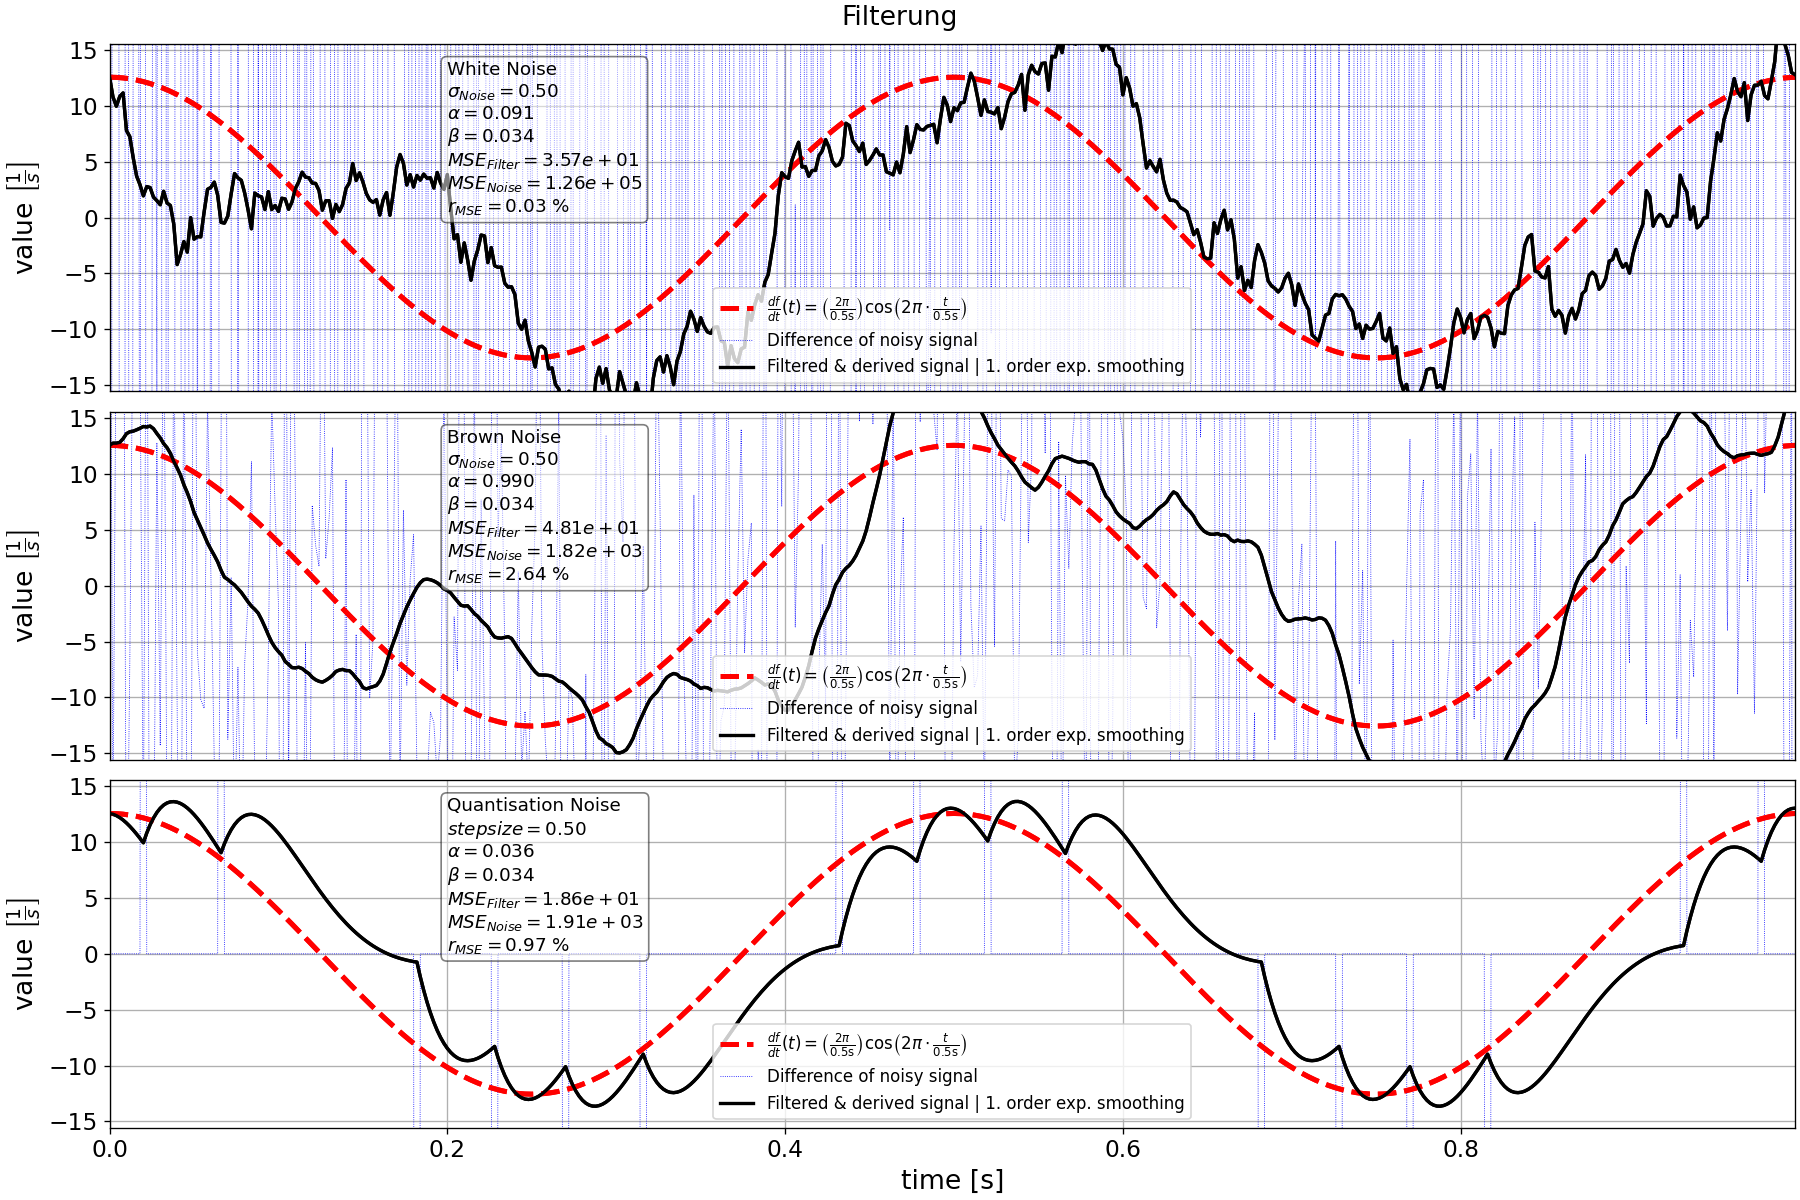 Filterung
value [1/s]
15
10
5
0
−5
−10
−15
White Noise
σ_Noise = 0.50
α = 0.091
β = 0.034
MSE_Filter = 3.57e + 01
MSE_Noise = 1.26e + 05
r_MSE = 0.03 %
df/dt (t) = (2π/0.5s) cos(2π · t/0.5s)
Difference of noisy signal
Filtered & derived signal | 1. order exp. smoothing
value [1/s]
15
10
5
0
−5
−10
−15
Brown Noise
σ_Noise = 0.50
α = 0.990
β = 0.034
MSE_Filter = 4.81e + 01
MSE_Noise = 1.82e + 03
r_MSE = 2.64 %
df/dt (t) = (2π/0.5s) cos(2π · t/0.5s)
Difference of noisy signal
Filtered & derived signal | 1. order exp. smoothing
value [1/s]
15
10
5
0
−5
−10
−15
Quantisation Noise
stepsize = 0.50
α = 0.036
β = 0.034
MSE_Filter = 1.86e + 01
MSE_Noise = 1.91e + 03
r_MSE = 0.97 %
df/dt (t) = (2π/0.5s) cos(2π · t/0.5s)
Difference of noisy signal
Filtered & derived signal | 1. order exp. smoothing
0.0 0.2 0.4 0.6 0.8
time [s]